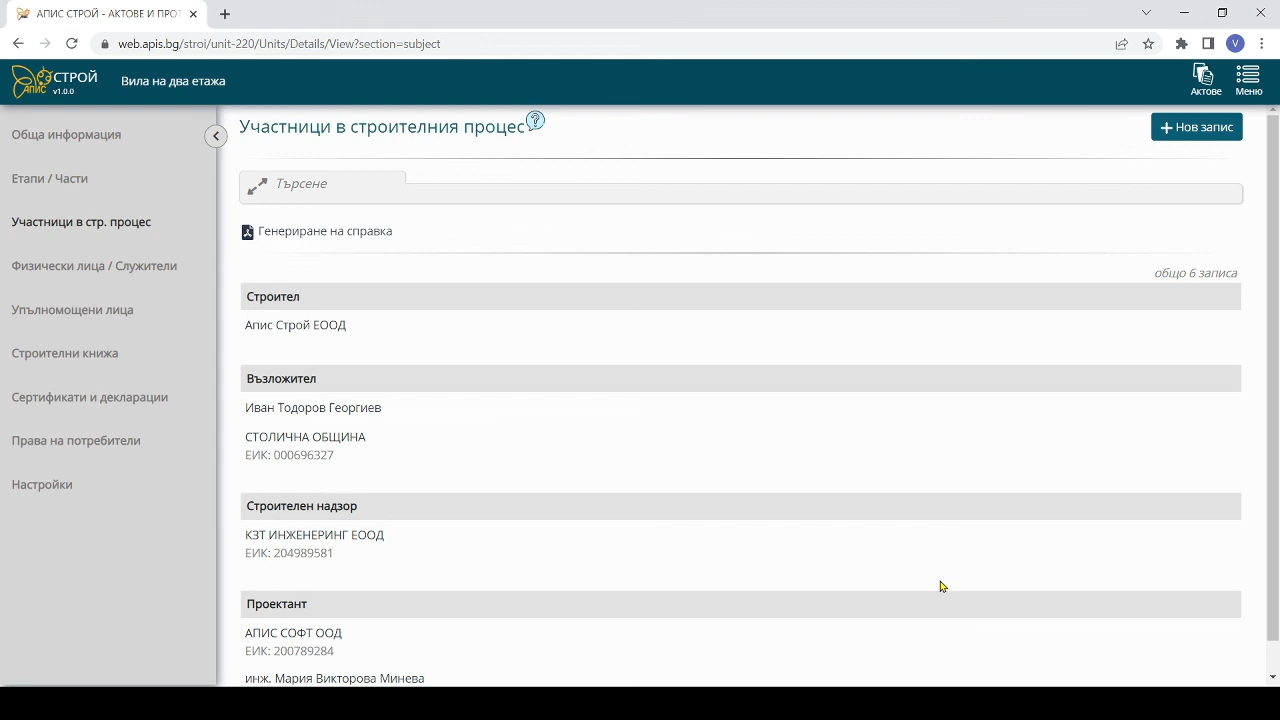 АПИС СТРОЙ - АКТОВЕ И ПРОТ
web.apis.bg/stroi/unit-220/Units/Details/View?section=subject
V
АПИС
СТРОЙ
v1.0.0
Вила на два етажа
Актове
Меню
Обща информация
Етапи / Части
Участници в стр. процес
Физически лица / Служители
Упълномощени лица
Строителни книжа
Сертификати и декларации
Права на потребители
Настройки
Участници в строителния процес
?
+ Нов запис
Търсене
Генериране на справка
общо 6 записа
Строител
Апис Строй ЕООД
Възложител
Иван Тодоров Георгиев
СТОЛИЧНА ОБЩИНА
ЕИК: 000696327
Строителен надзор
КЗТ ИНЖЕНЕРИНГ ЕООД
ЕИК: 204989581
Проектант
АПИС СОФТ ООД
ЕИК: 200789284
инж. Мария Викторова Минева